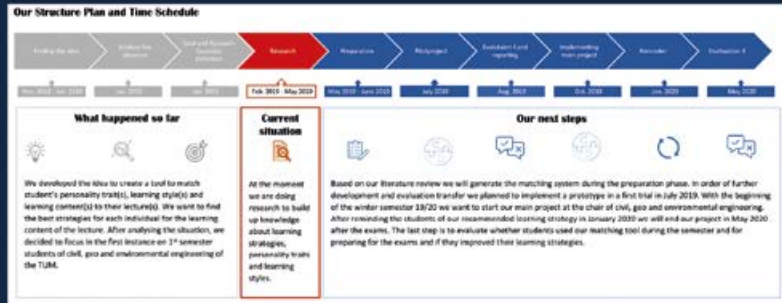 Our Structure Plan and Time Schedule
Finding the idea
Research
Preparation
Pilotproject
Evaluation I and
reporting
Implementing
main project
Reminder
Evaluation II
Jan. 2019
Jan. 2019
Feb. 2019 - May 2019
May 2019 - June 2019
July 2019
Aug. 2019
Oct. 2019
Jan. 2020
May 2020
What happened so far
We developed the idea to create a tool to match
student's personality trait(s), learning style(s) and
learning content(s) to their lecture(s). We want to find
the best strategies for each individual for the learning
content of the lecture. After analysing the situation, we
decided to focus in the first instance on 1st semester
students of civil, geo and environmental engineering of
the TUM.
Current
situation
At the moment
we are doing
research to build
up knowledge
about learning
strategies,
personality traits
and learning
styles.
Our next steps
Based on our literature review we will generate the matching system during the preparation phase. In order of further
development and evaluation transfer we planned to implement a prototype in a first trial in July 2019. With the
beginning of the winter semester 19/20 we want to start our main project at the chair of civil, geo and environmental engineering.
After reminding the students of our recommended learning strategy in January 2020 we will end our project in May 2020
after the exams. The last step is to evaluate whether students used our matching tool during the semester and for
preparing for the exams and if they improved their learning strategies.